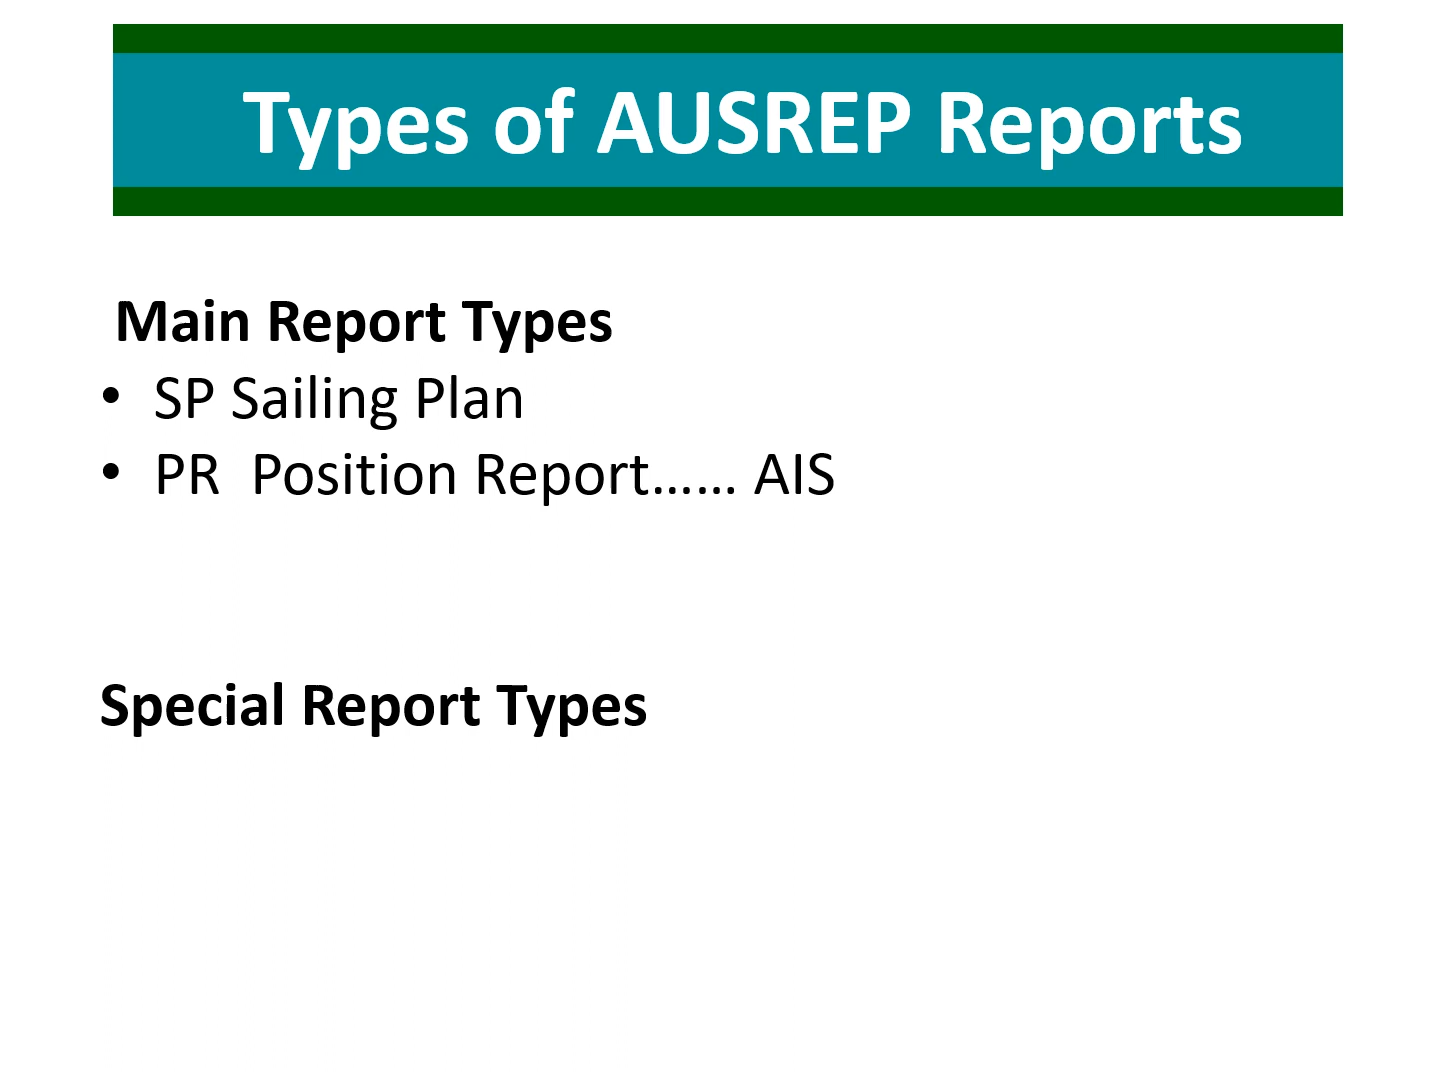 Types of AUSREP Reports
Main Report Types
• SP Sailing Plan
• PR  Position Report…… AIS
Special Report Types